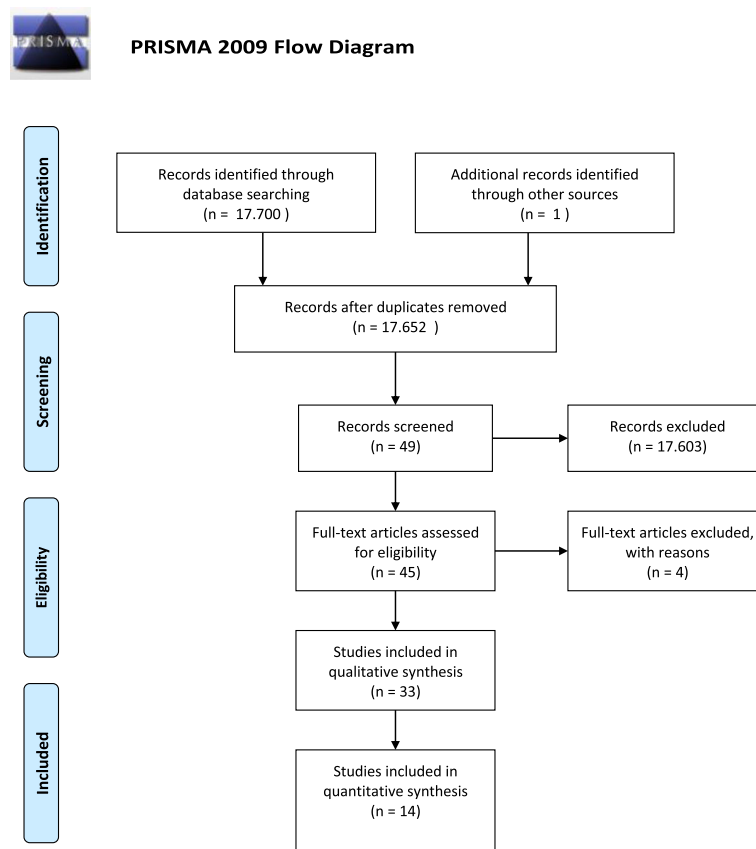 PRISMA
PRISMA 2009 Flow Diagram
Identification
Records identified through
database searching
(n = 17.700 )
Additional records identified
through other sources
(n = 1 )
Records after duplicates removed
(n = 17.652 )
Screening
Records screened
(n = 49)
Records excluded
(n = 17.603)
Eligibility
Full-text articles assessed
for eligibility
(n = 45)
Full-text articles excluded,
with reasons
(n = 4)
Studies included in
qualitative synthesis
(n = 33)
Included
Studies included in
quantitative synthesis
(n = 14)